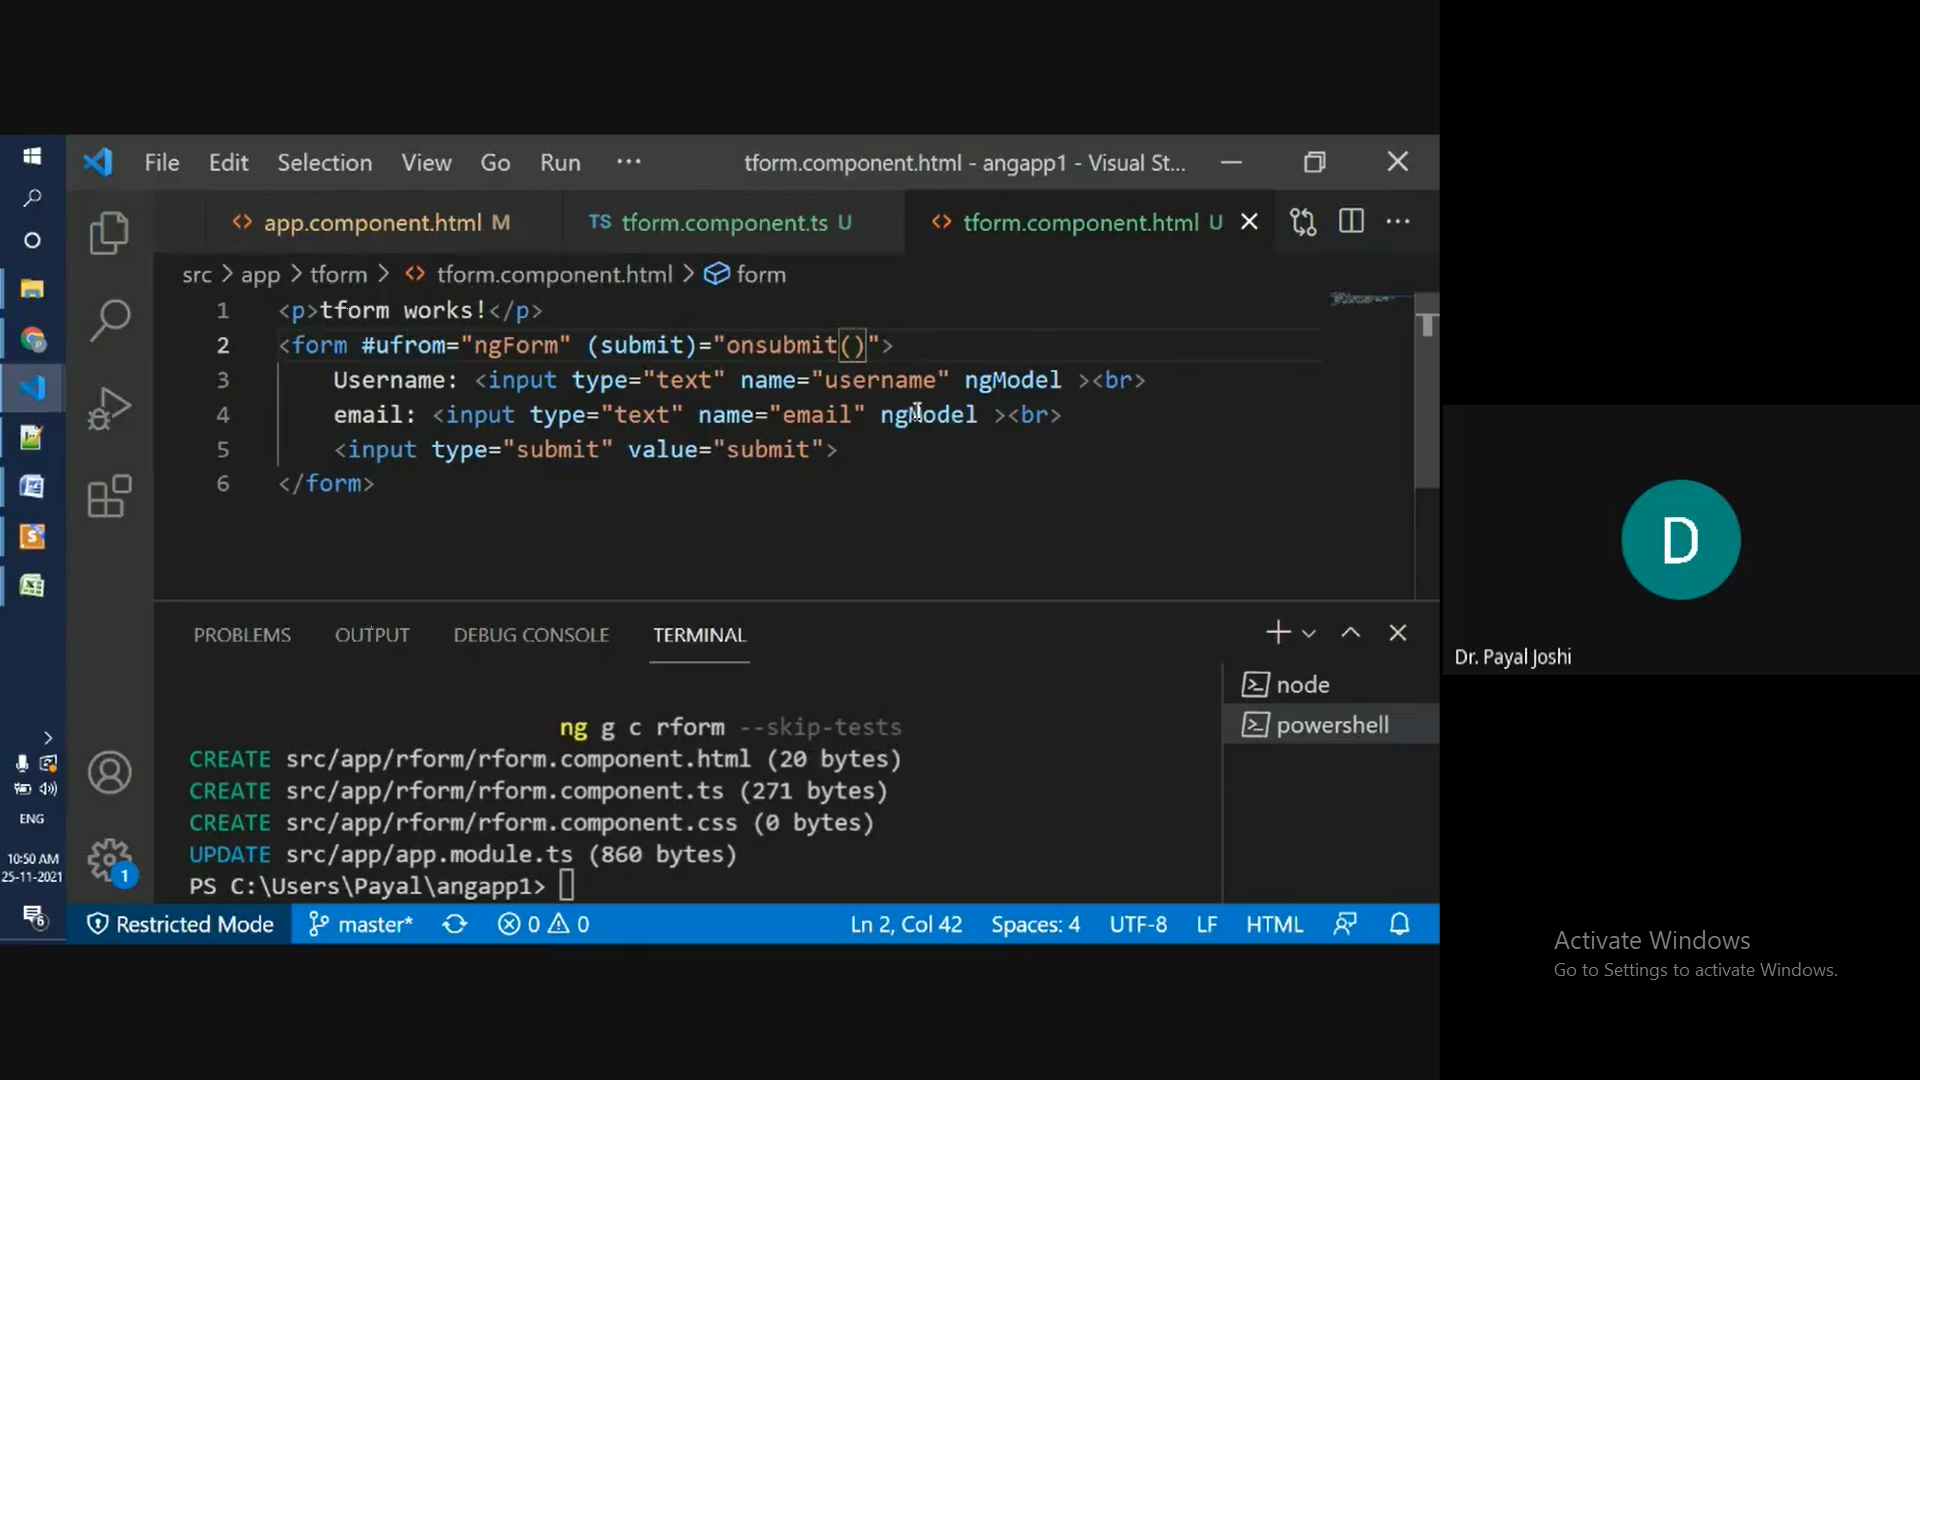 File Edit Selection View Go Run ··· tform.component.html - angapp1 - Visual St...
app.component.html M TS tform.component.ts U tform.component.html U
src > app > tform > tform.component.html > form
1 <p>tform works!</p>
2 <form #ufrom="ngForm" (submit)="onsubmit()">
3 Username: <input type="text" name="username" ngModel ><br>
4 email: <input type="text" name="email" ngModel ><br>
5 <input type="submit" value="submit">
6 </form>
PROBLEMS OUTPUT DEBUG CONSOLE TERMINAL
node
powershell
ng g c rform --skip-tests
CREATE src/app/rform/rform.component.html (20 bytes)
CREATE src/app/rform/rform.component.ts (271 bytes)
CREATE src/app/rform/rform.component.css (0 bytes)
UPDATE src/app/app.module.ts (860 bytes)
PS C:\Users\Payal\angapp1>
1
Restricted Mode master* 0 0 Ln 2, Col 42 Spaces: 4 UTF-8 LF HTML
ENG
10:50 AM
25-11-2021
6
D
Dr. Payal Joshi
Activate Windows
Go to Settings to activate Windows.